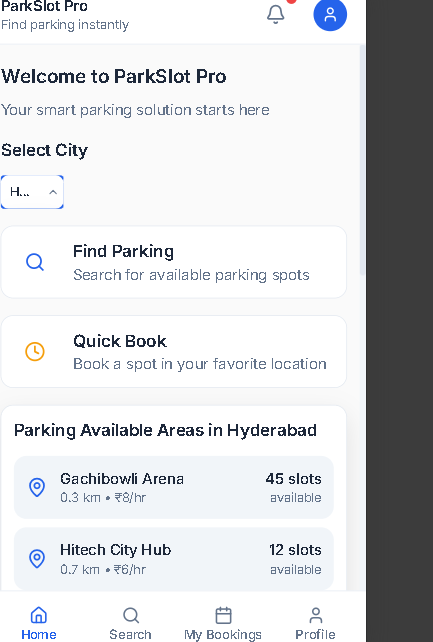 ParkSlot Pro
Find parking instantly
Welcome to ParkSlot Pro
Your smart parking solution starts here
Select City
H...
Find Parking
Search for available parking spots
Quick Book
Book a spot in your favorite location
Parking Available Areas in Hyderabad
Gachibowli Arena 45 slots
0.3 km • ₹8/hr available
Hitech City Hub 12 slots
0.7 km • ₹6/hr available
Home Search My Bookings Profile